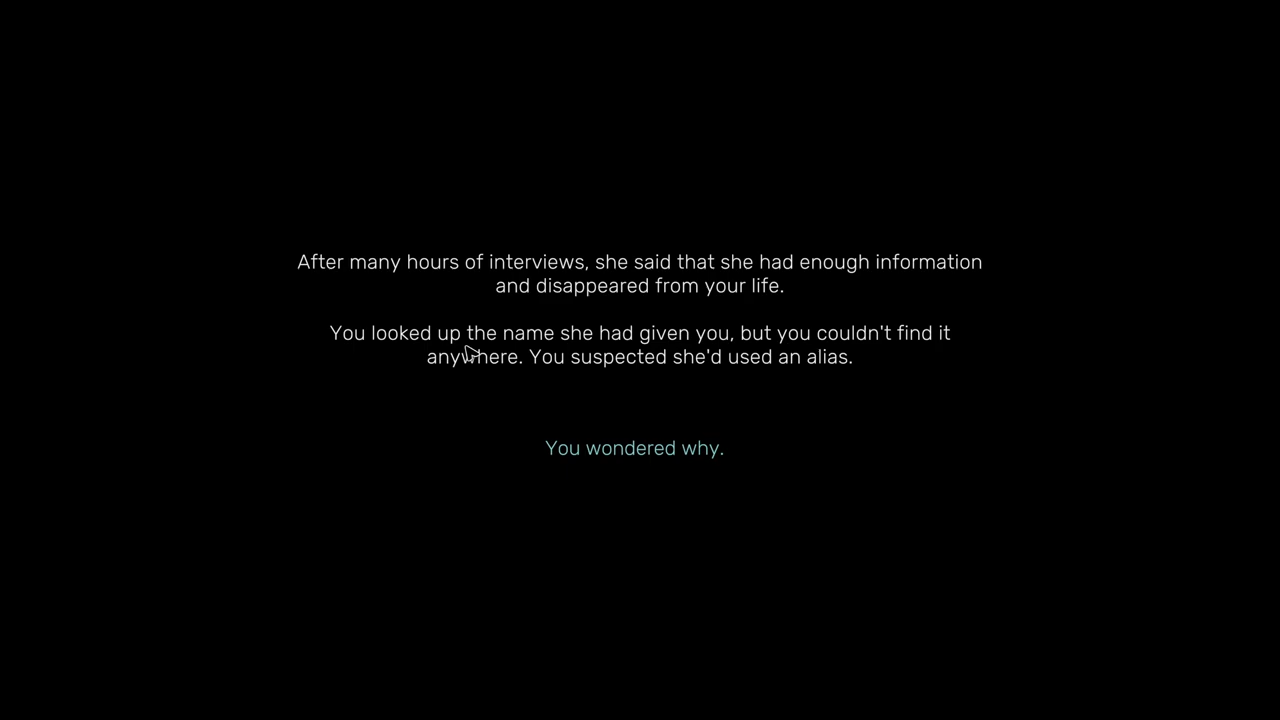 After many hours of interviews, she said that she had enough information
and disappeared from your life.
You looked up the name she had given you, but you couldn't find it
anywhere. You suspected she'd used an alias.
You wondered why.